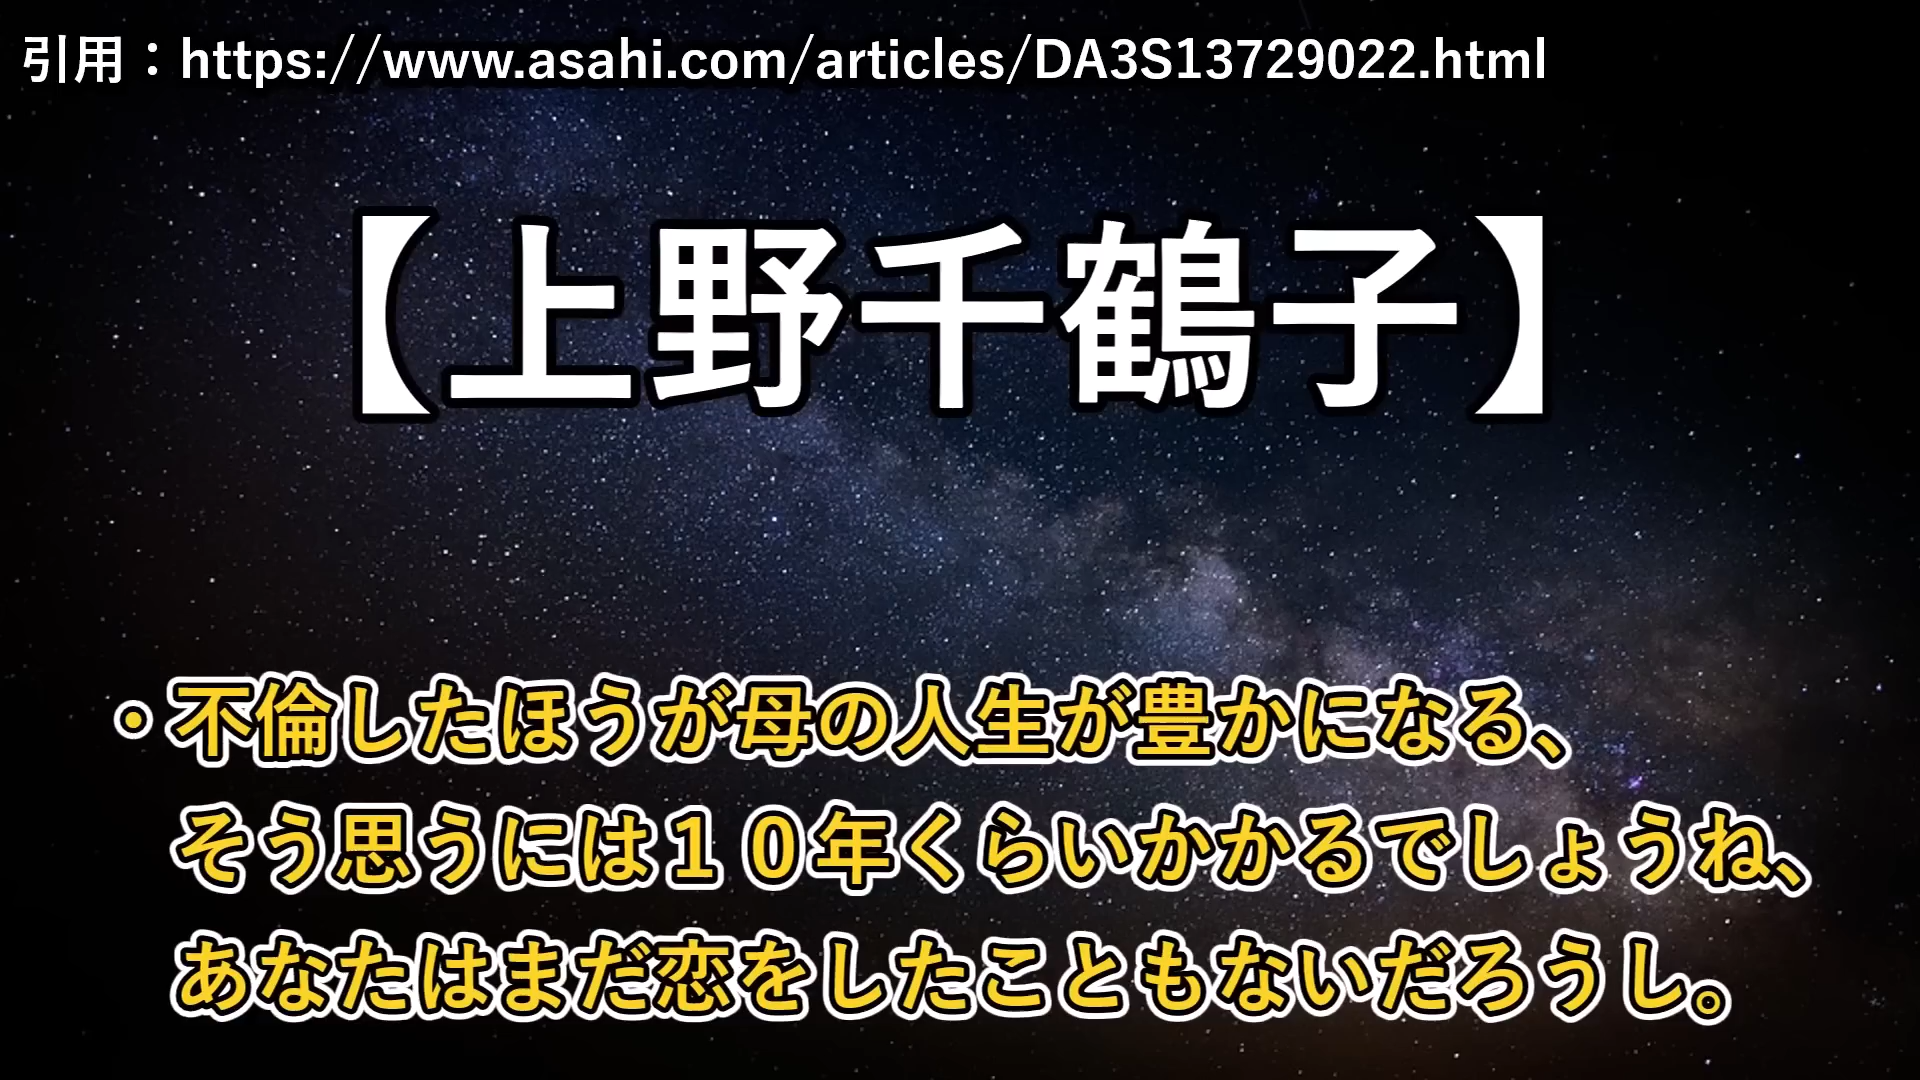 引用：https://www.asahi.com/articles/DA3S13729022.html
【上野千鶴子】
・不倫したほうが母の人生が豊かになる、
そう思うには１０年くらいかかるでしょうね、
あなたはまだ恋をしたこともないだろうし。